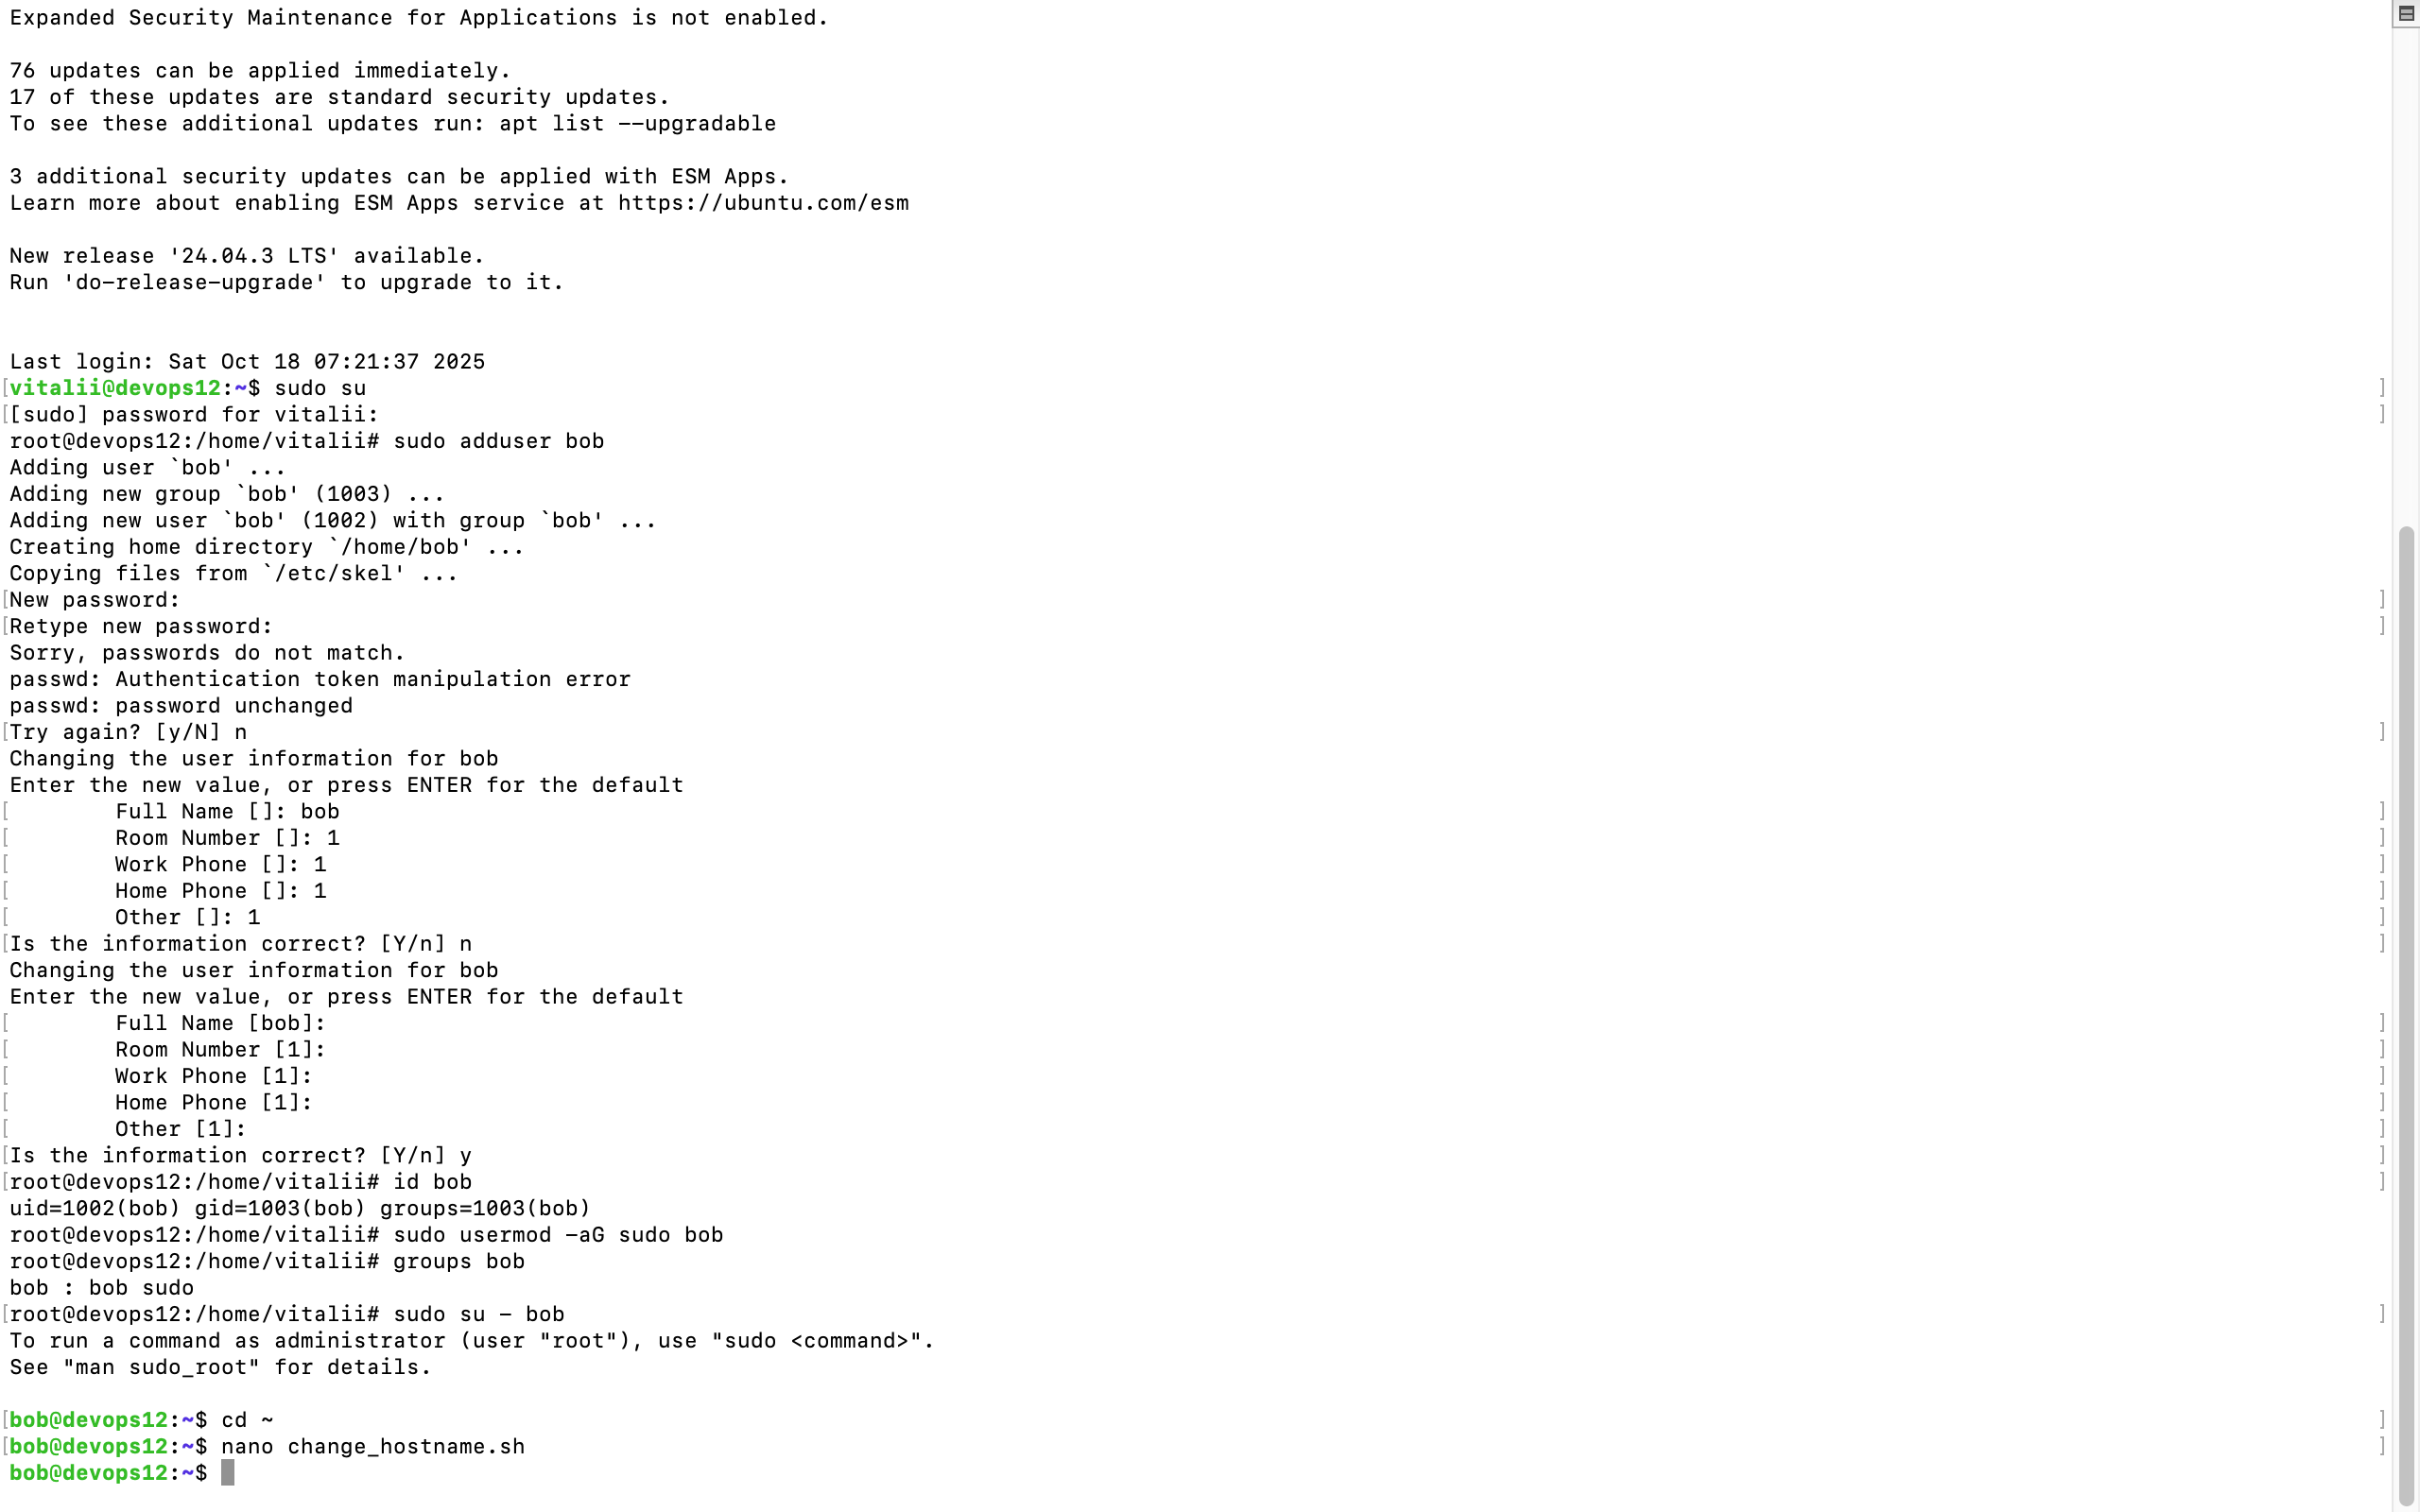 Expanded Security Maintenance for Applications is not enabled.

76 updates can be applied immediately.
17 of these updates are standard security updates.
To see these additional updates run: apt list --upgradable

3 additional security updates can be applied with ESM Apps.
Learn more about enabling ESM Apps service at https://ubuntu.com/esm

New release '24.04.3 LTS' available.
Run 'do-release-upgrade' to upgrade to it.


Last login: Sat Oct 18 07:21:37 2025
[vitalii@devops12:~$ sudo su ]
[[sudo] password for vitalii: ]
root@devops12:/home/vitalii# sudo adduser bob
Adding user `bob' ...
Adding new group `bob' (1003) ...
Adding new user `bob' (1002) with group `bob' ...
Creating home directory `/home/bob' ...
Copying files from `/etc/skel' ...
[New password: ]
[Retype new password: ]
Sorry, passwords do not match.
passwd: Authentication token manipulation error
passwd: password unchanged
[Try again? [y/N] n ]
Changing the user information for bob
Enter the new value, or press ENTER for the default
[        Full Name []: bob ]
[        Room Number []: 1 ]
[        Work Phone []: 1 ]
[        Home Phone []: 1 ]
[        Other []: 1 ]
[Is the information correct? [Y/n] n ]
Changing the user information for bob
Enter the new value, or press ENTER for the default
[        Full Name [bob]: ]
[        Room Number [1]: ]
[        Work Phone [1]: ]
[        Home Phone [1]: ]
[        Other [1]: ]
[Is the information correct? [Y/n] y ]
[root@devops12:/home/vitalii# id bob ]
uid=1002(bob) gid=1003(bob) groups=1003(bob)
root@devops12:/home/vitalii# sudo usermod -aG sudo bob
root@devops12:/home/vitalii# groups bob
bob : bob sudo
[root@devops12:/home/vitalii# sudo su - bob ]
To run a command as administrator (user "root"), use "sudo <command>".
See "man sudo_root" for details.

[bob@devops12:~$ cd ~ ]
[bob@devops12:~$ nano change_hostname.sh ]
bob@devops12:~$